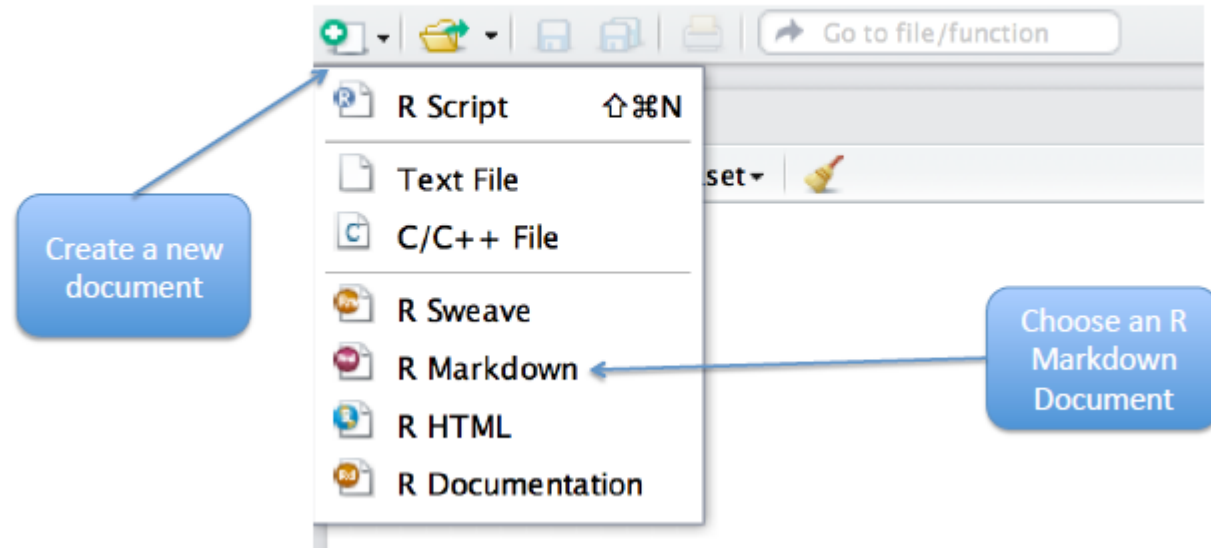 Go to file/function
R Script ⇧⌘N
Text File
set
C/C++ File
Create a new
document
R Sweave
R Markdown
R HTML
R Documentation
Choose an R
Markdown
Document